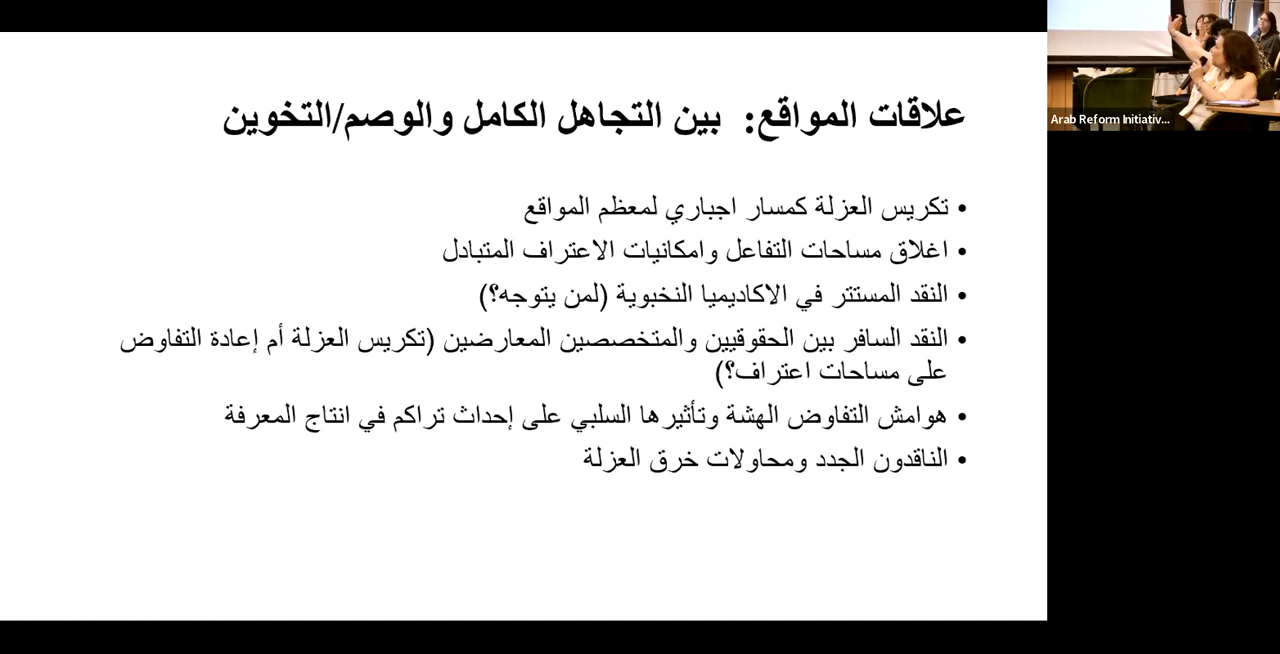 علاقات المواقع: بين التجاهل الكامل والوصم/التخوين
• تكريس العزلة كمسار اجباري لمعظم المواقع
• اغلاق مساحات التفاعل وامكانيات الاعتراف المتبادل
• النقد المستتر في الاكاديميا النخبوية (لمن يتوجه؟)
• النقد السافر بين الحقوقيين والمتخصصين المعارضين (تكريس العزلة أم إعادة التفاوض
على مساحات اعتراف؟)
• هوامش التفاوض الهشة وتأثيرها السلبي على إحداث تراكم في انتاج المعرفة
• الناقدون الجدد ومحاولات خرق العزلة
Arab Reform Initiativ...